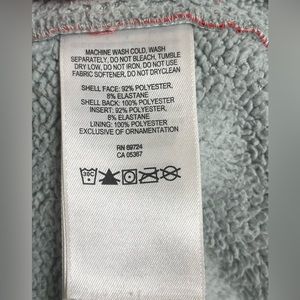 MACHINE WASH COLD, WASH
SEPARATELY, DO NOT BLEACH, TUMBLE
DRY LOW, DO NOT IRON, DO NOT USE
FABRIC SOFTENER, DO NOT DRYCLEAN
SHELL FACE: 92% POLYESTER,
8% ELASTANE
SHELL BACK: 100% POLYESTER
INSERT: 92% POLYESTER,
8% ELASTANE
LINING: 100% POLYESTER
EXCLUSIVE OF ORNAMENTATION
RN 69724
CA 05367
30C